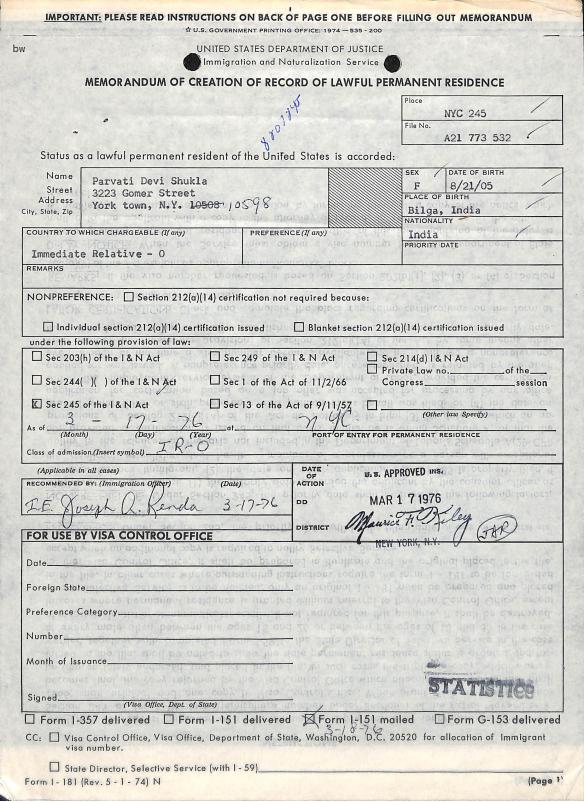 IMPORTANT: PLEASE READ INSTRUCTIONS ON BACK OF PAGE ONE BEFORE FILLING OUT MEMORANDUM
☆ U.S. GOVERNMENT PRINTING OFFICE: 1974 — 535 - 200
bw
UNITED STATES DEPARTMENT OF JUSTICE
Immigration and Naturalization Service
MEMORANDUM OF CREATION OF RECORD OF LAWFUL PERMANENT RESIDENCE
Place
NYC 245
File No.
A21 773 532
Status as a lawful permanent resident of the United States is accorded:
Name Parvati Devi Shukla
Street 3223 Gomer Street
Address York town, N.Y. 10508 10598
City, State, Zip
SEX F
DATE OF BIRTH 8/21/05
PLACE OF BIRTH
Bilga, India
NATIONALITY
India
COUNTRY TO WHICH CHARGEABLE (If any)
Immediate Relative - O
PREFERENCE (If any)
PRIORITY DATE
REMARKS
NONPREFERENCE: Section 212(a)(14) certification not required because:
Individual section 212(a)(14) certification issued Blanket section 212(a)(14) certification issued
under the following provision of law:
Sec 203(h) of the I & N Act Sec 249 of the I & N Act Sec 214(d) I & N Act
Private Law no. of the
Sec 244( )( ) of the I & N Act Sec 1 of Act of 11/2/66 Congress session
X Sec 245 of the I & N Act Sec 13 of the Act of 9/11/57
(Other law Specify)
As of 3 - 17 - 76 at NYC
(Month) (Day) (Year) PORT OF ENTRY FOR PERMANENT RESIDENCE
Class of admission (Insert symbol) IR-O
(Applicable in all cases)
RECOMMENDED BY: (Immigration Officer) (Date)
I.E. Joseph A. Renda 3-17-76
DATE OF ACTION
DD
DISTRICT
U.S. APPROVED INS.
MAR 17 1976
NEW YORK, N.Y.
FOR USE BY VISA CONTROL OFFICE
Date
Foreign State
Preference Category
Number
Month of Issuance
Signed
(Visa Office, Dept. of State)
STATISTICS
Form I-357 delivered Form I-151 delivered X Form I-151 mailed Form G-153 delivered
3-18-76
CC: Visa Control Office, Visa Office, Department of State, Washington, D.C. 20520 for allocation of Immigrant
visa number.
State Director, Selective Service (with I - 59)
Form I - 181 (Rev. 5 - 1 - 74) N
(Page 1)